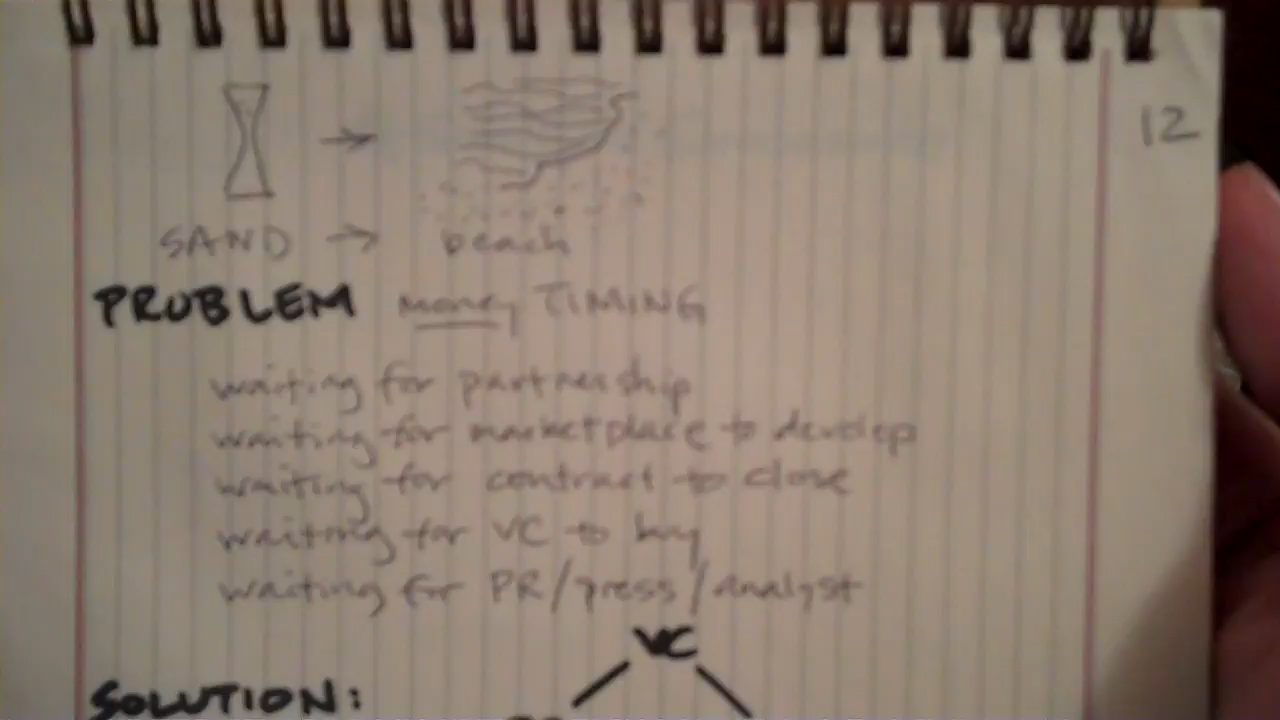 12
SAND → beach
PROBLEM money TIMING
waiting for partnership
waiting for marketplace to develop
waiting for contract to close
waiting for VC to buy
waiting for PR/press/analyst
VC
SOLUTION: